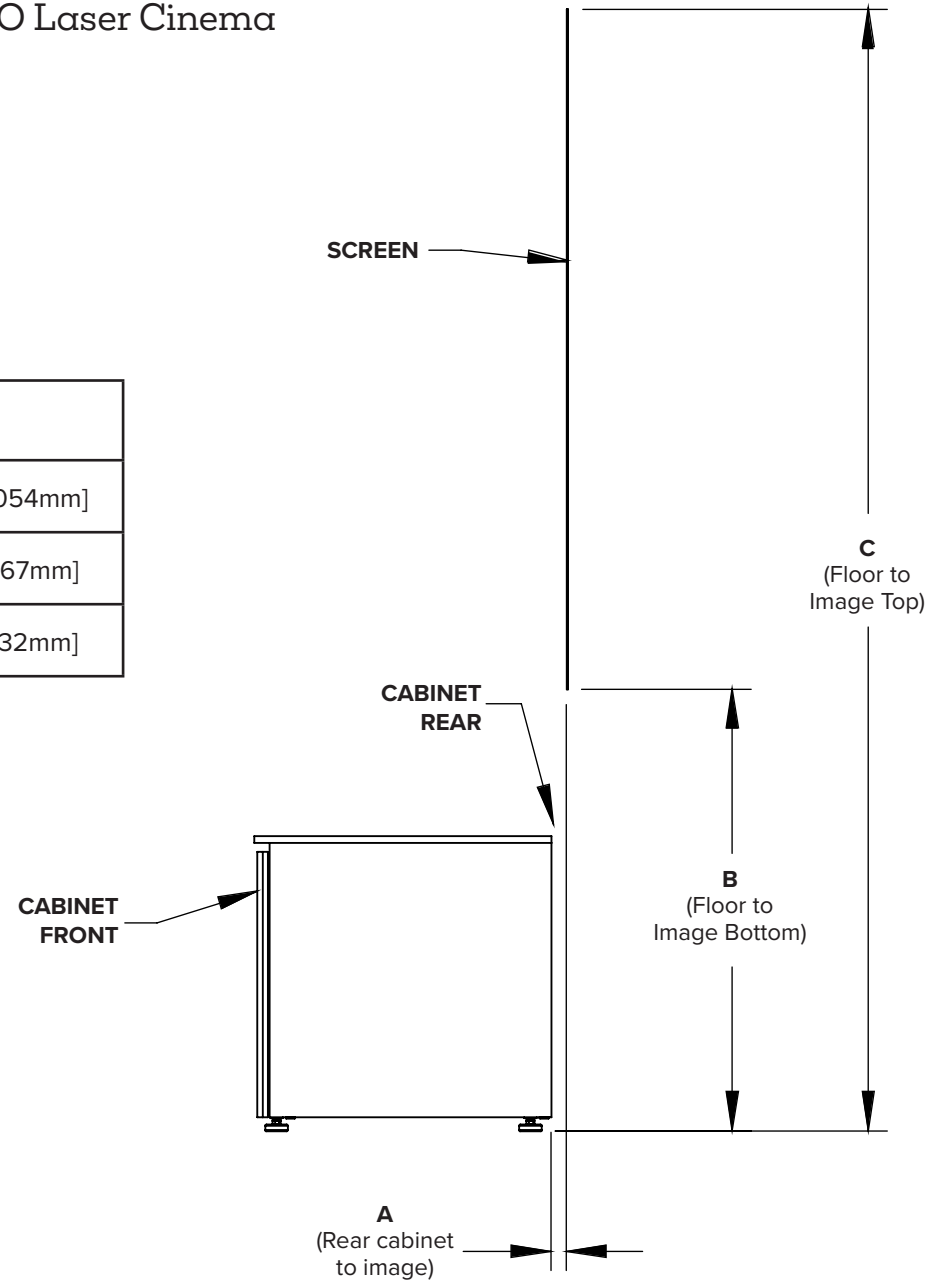 O Laser Cinema
SCREEN
054mm]
67mm]
32mm]
C
(Floor to
Image Top)
CABINET
REAR
B
(Floor to
Image Bottom)
CABINET
FRONT
A
(Rear cabinet
to image)